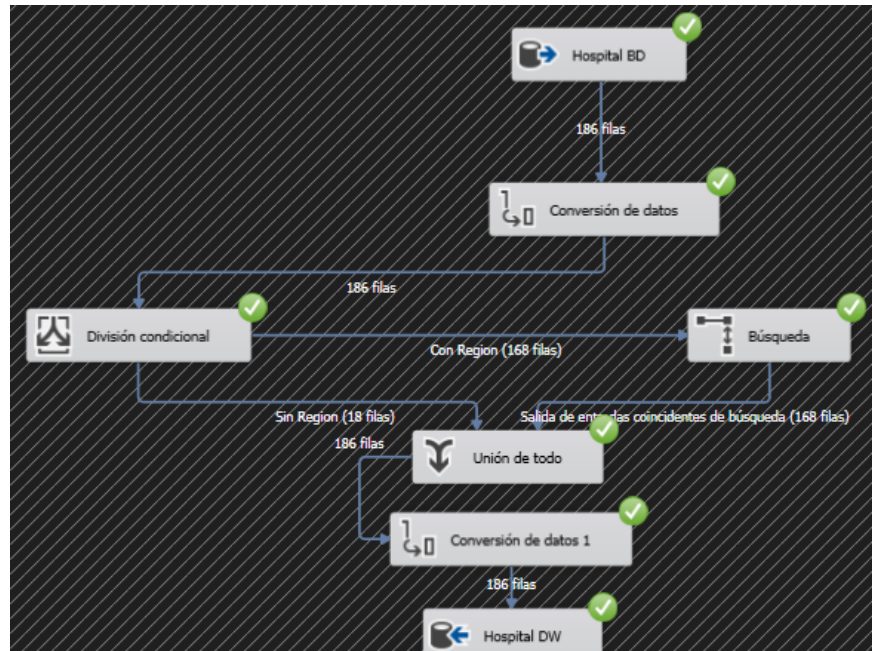 Hospital BD
186 filas
Conversión de datos
186 filas
División condicional
Con Region (168 filas)
Búsqueda
Sin Region (18 filas)
Salida de entradas coincidentes de búsqueda (168 filas)
186 filas
Unión de todo
Conversión de datos 1
186 filas
Hospital DW